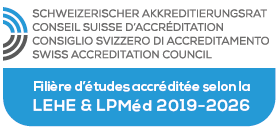 SCHWEIZERISCHER AKKREDITIERUNGSRAT
CONSEIL SUISSE D'ACCRÉDITATION
CONSIGLIO SVIZZERO DI ACCREDITAMENTO
SWISS ACCREDITATION COUNCIL
Filière d'études accréditée selon la
LEHE & LPMéd 2019-2026